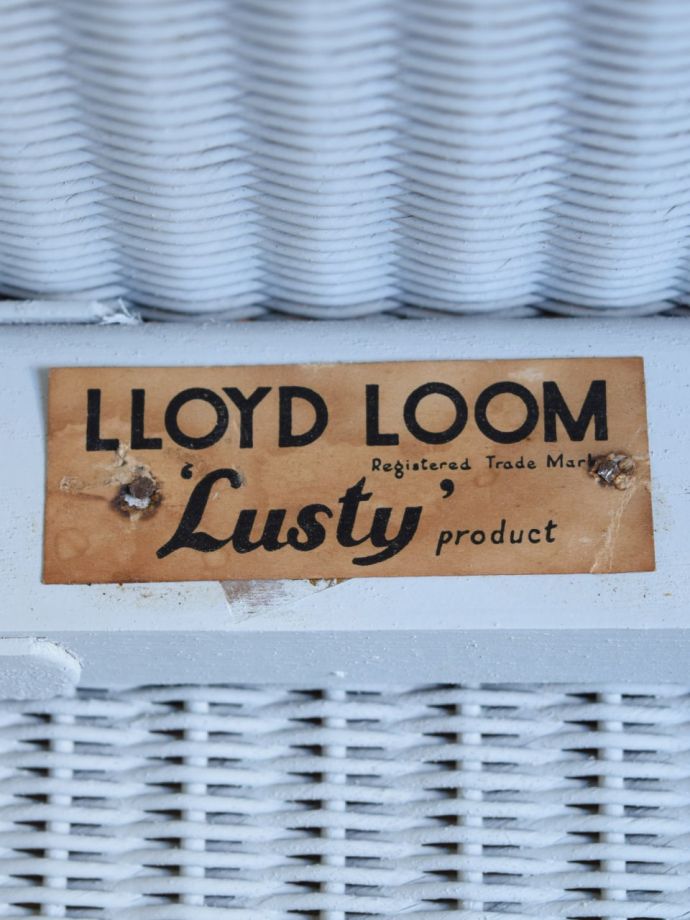 LLOYD LOOM
Registered Trade Mark
'Lusty' product